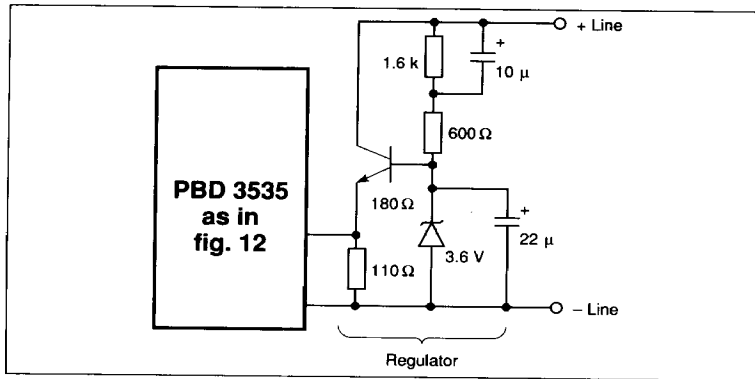 + Line
1.6 k
+
10 µ
600 Ω
PBD 3535
as in
fig. 12
180 Ω
+
22 µ
3.6 V
110 Ω
– Line
Regulator